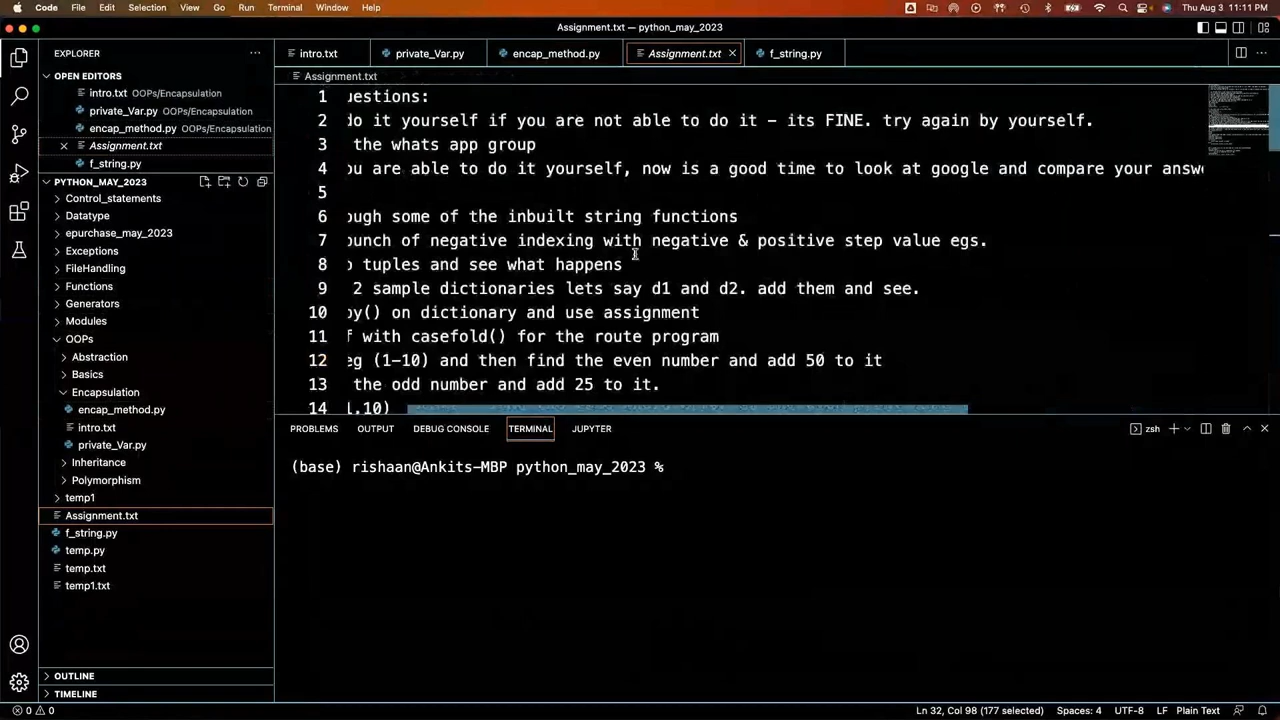 Code File Edit Selection View Go Run Terminal Window Help Thu Aug 3 11:11 PM
Assignment.txt — python_may_2023
EXPLORER
OPEN EDITORS
intro.txt OOPs/Encapsulation
private_Var.py OOPs/Encapsulation
encap_method.py OOPs/Encapsulation
Assignment.txt
f_string.py
PYTHON_MAY_2023
Control_statements
Datatype
epurchase_may_2023
Exceptions
FileHandling
Functions
Generators
Modules
OOPs
Abstraction
Basics
Encapsulation
encap_method.py
intro.txt
private_Var.py
Inheritance
Polymorphism
temp1
Assignment.txt
f_string.py
temp.py
temp.txt
temp1.txt
OUTLINE
TIMELINE
intro.txt private_Var.py encap_method.py Assignment.txt f_string.py
Assignment.txt
1 uestions:
2 do it yourself if you are not able to do it - its FINE. try again by yourself.
3 the whats app group
4 ou are able to do it yourself, now is a good time to look at google and compare your answ
5
6 ough some of the inbuilt string functions
7 bunch of negative indexing with negative & positive step value egs.
8 tuples and see what happens
9 2 sample dictionaries lets say d1 and d2. add them and see.
10 py() on dictionary and use assignment
11 f with casefold() for the route program
12 eg (1-10) and then find the even number and add 50 to it
13 the odd number and add 25 to it.
14 1.10)
PROBLEMS OUTPUT DEBUG CONSOLE TERMINAL JUPYTER zsh
(base) rishaan@Ankits-MBP python_may_2023 %
0 0 Ln 32, Col 98 (177 selected) Spaces: 4 UTF-8 LF Plain Text